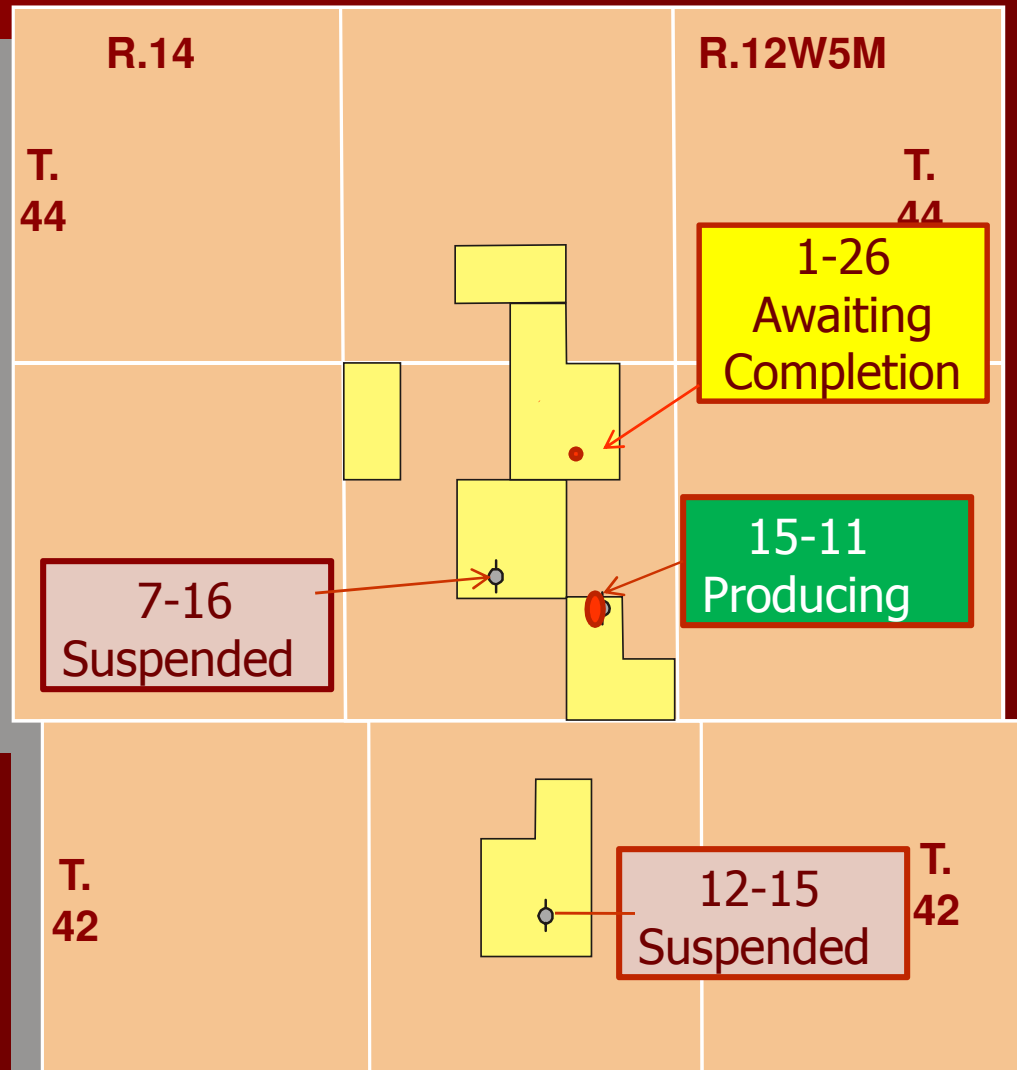 R.14
R.12W5M
T.
44
T.
44
1-26
Awaiting
Completion
15-11
Producing
7-16
Suspended
T.
42
12-15
Suspended
T.
42